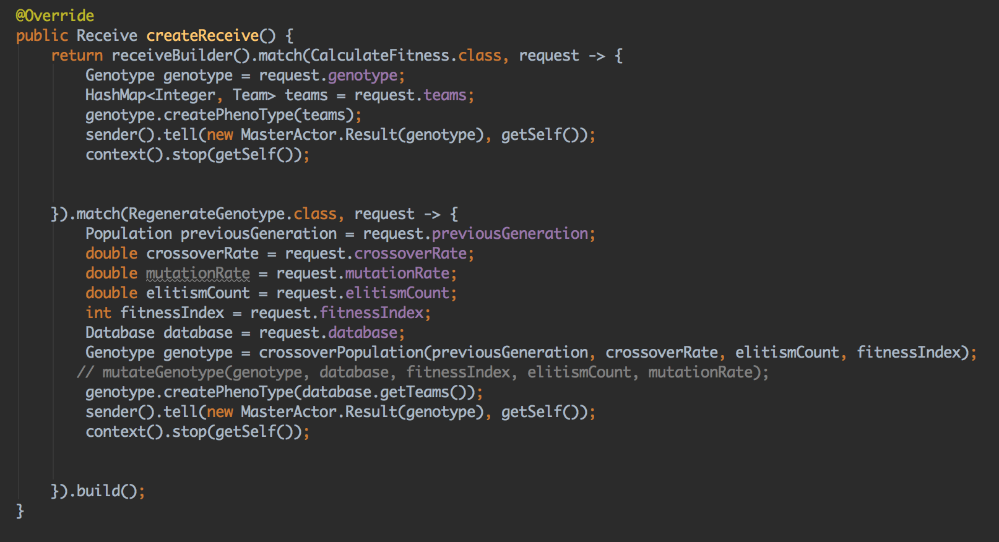 @Override
public Receive createReceive() {
return receiveBuilder().match(CalculateFitness.class, request -> {
Genotype genotype = request.genotype;
HashMap<Integer, Team> teams = request.teams;
genotype.createPhenoType(teams);
sender().tell(new MasterActor.Result(genotype), getSelf());
context().stop(getSelf());
}).match(RegenerateGenotype.class, request -> {
Population previousGeneration = request.previousGeneration;
double crossoverRate = request.crossoverRate;
double mutationRate = request.mutationRate;
double elitismCount = request.elitismCount;
int fitnessIndex = request.fitnessIndex;
Database database = request.database;
Genotype genotype = crossoverPopulation(previousGeneration, crossoverRate, elitismCount, fitnessIndex);
// mutateGenotype(genotype, database, fitnessIndex, elitismCount, mutationRate);
genotype.createPhenoType(database.getTeams());
sender().tell(new MasterActor.Result(genotype), getSelf());
context().stop(getSelf());
}).build();
}